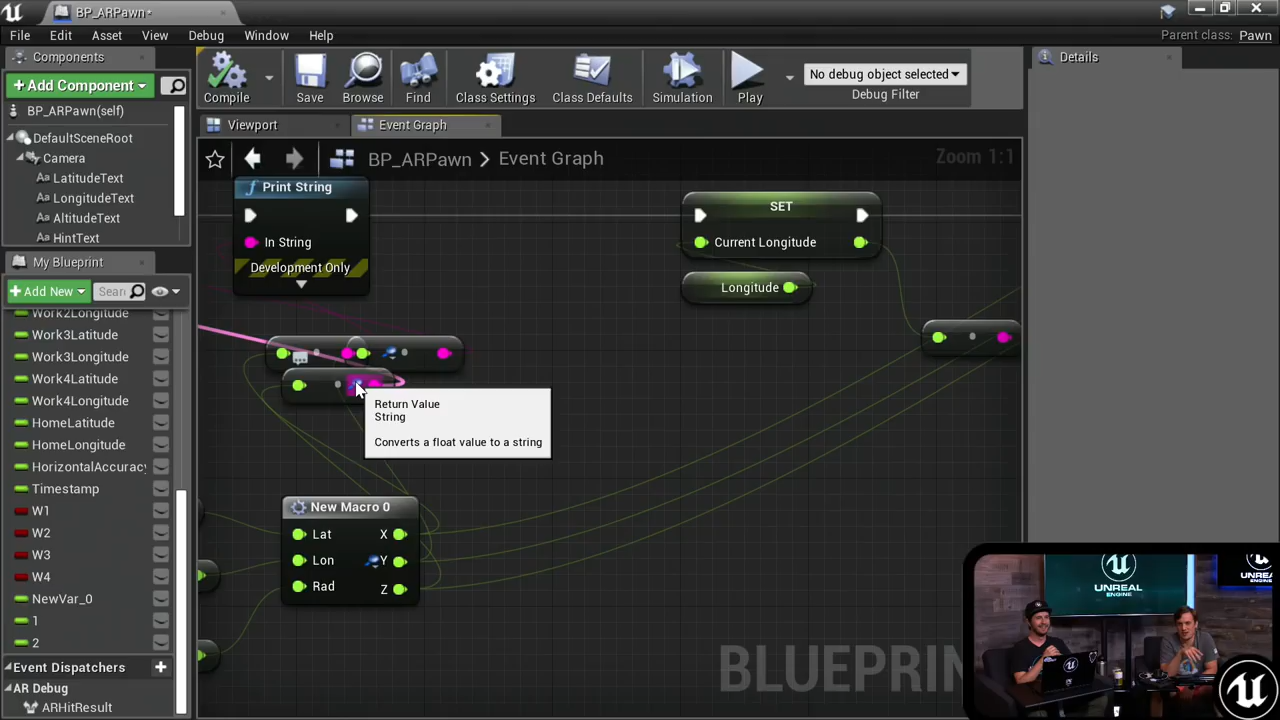 BP_ARPawn*
File Edit Asset View Debug Window Help
Parent class: Pawn
Components
+Add Component
BP_ARPawn(self)
DefaultSceneRoot
Camera
LatitudeText
LongitudeText
AltitudeText
HintText
My Blueprint
+Add New
Sear
Work2Longitude
Work3Latitude
Work3Longitude
Work4Latitude
Work4Longitude
HomeLatitude
HomeLongitude
HorizontalAccuracy
Timestamp
W1
W2
W3
W4
NewVar_0
1
2
Event Dispatchers
AR Debug
ARHitResult
Compile
Save
Browse
Find
Class Settings
Class Defaults
Simulation
Play
No debug object selected
Debug Filter
Viewport
Event Graph
BP_ARPawn > Event Graph
Zoom 1:1
Print String
In String
Development Only
SET
Current Longitude
Longitude
Return Value
String
Converts a float value to a string
New Macro 0
Lat X
Lon Y
Rad Z
BLUEPRIN
Details
UNREAL
ENGINE